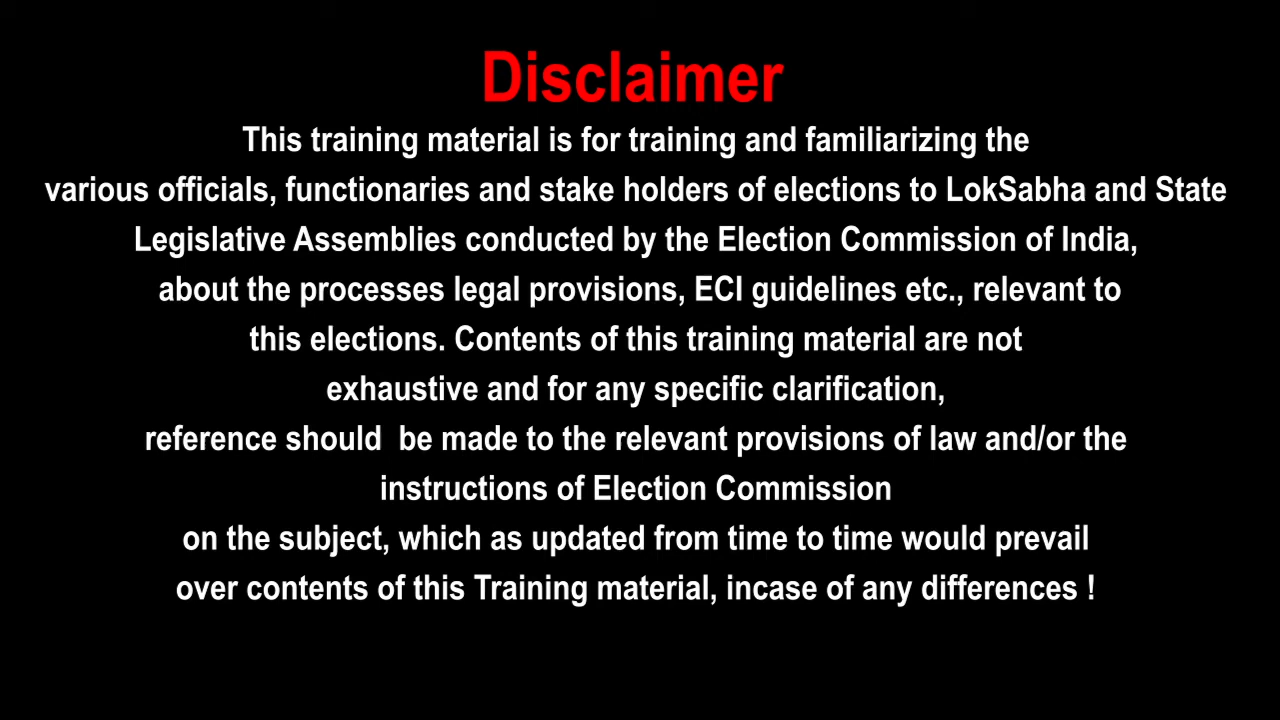 Disclaimer
This training material is for training and familiarizing the
various officials, functionaries and stake holders of elections to LokSabha and State
Legislative Assemblies conducted by the Election Commission of India,
about the processes legal provisions, ECI guidelines etc., relevant to
this elections. Contents of this training material are not
exhaustive and for any specific clarification,
reference should  be made to the relevant provisions of law and/or the
instructions of Election Commission
on the subject, which as updated from time to time would prevail
over contents of this Training material, incase of any differences !